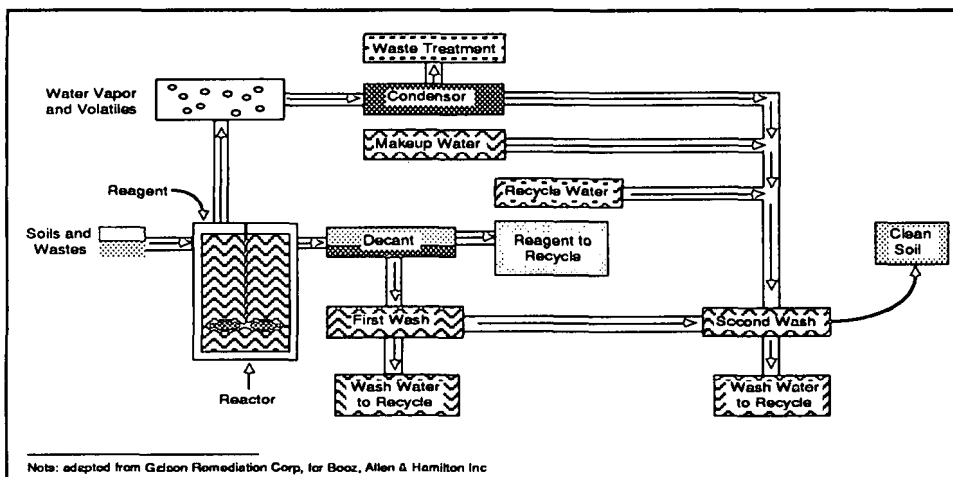 Waste Treatment
Water Vapor
and Volatiles
Condensor
Makeup Water
Recycle Water
Reagent
Soils and
Wastes
Decant
Reagent to
Recycle
Clean
Soil
First Wash
Socond Wash
Wash Water
to Recycle
Wash Water
to Recycle
Reactor
Note: adapted from Galson Remediation Corp, for Booz, Allen & Hamilton Inc